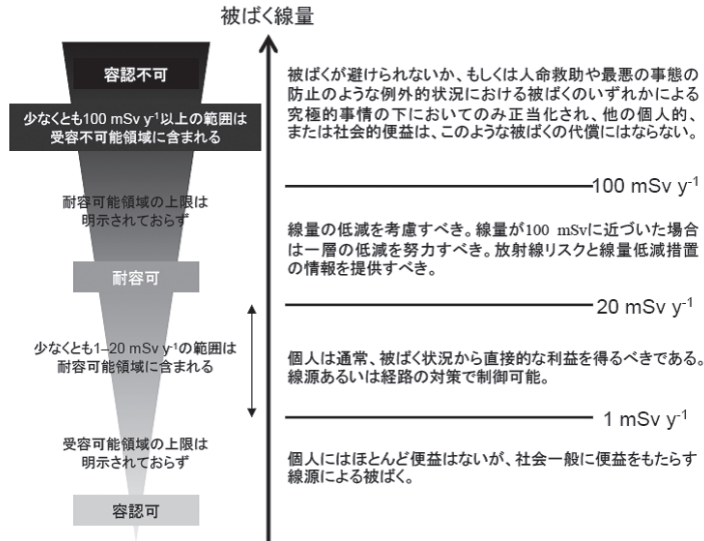 被ばく線量
容認不可
少なくとも100 mSv y-1以上の範囲は
受容不可能領域に含まれる
耐容可能領域の上限は
明示されておらず
耐容可
少なくとも1–20 mSv y-1の範囲は
耐容可能領域に含まれる
受容可能領域の上限は
明示されておらず
容認可
被ばくが避けられないか、もしくは人命救助や最悪の事態の
防止のような例外的状況における被ばくのいずれかによる
究極的事情の下においてのみ正当化され、他の個人的、
または社会的便益は、このような被ばくの代償にはならない。
100 mSv y-1
線量の低減を考慮すべき。線量が100 mSvに近づいた場合
は一層の低減を努力すべき。放射線リスクと線量低減措置
の情報を提供すべき。
20 mSv y-1
個人は通常、被ばく状況から直接的な利益を得るべきである。
線源あるいは経路の対策で制御可能。
1 mSv y-1
個人にはほとんど便益はないが、社会一般に便益をもたらす
線源による被ばく。